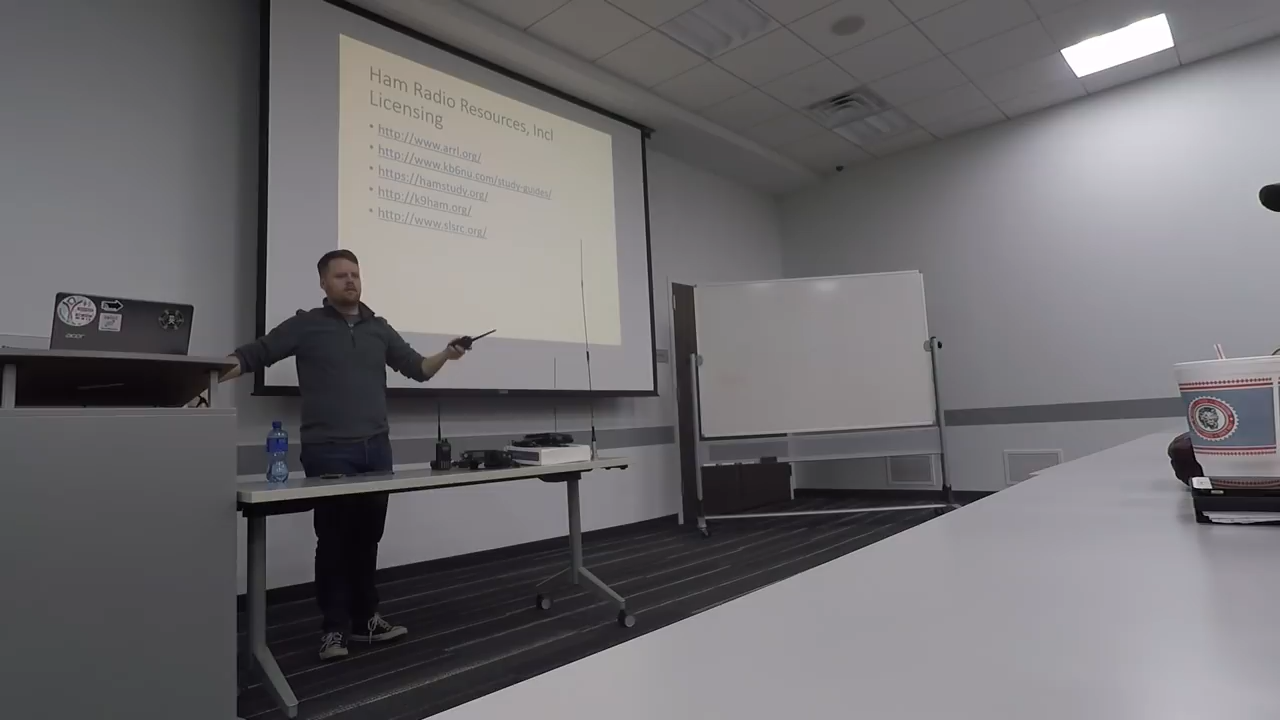 Ham Radio Resources, Incl
Licensing
• http://www.arrl.org/
• http://www.kb6nu.com/study-guides/
• https://hamstudy.org/
• http://k9ham.org/
• http://www.slsrc.org/
acer